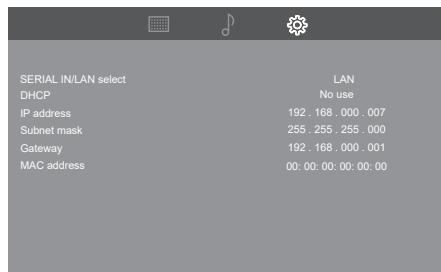 SERIAL IN/LAN select LAN
DHCP No use
IP address 192 . 168 . 000 . 007
Subnet mask 255 . 255 . 255 . 000
Gateway 192 . 168 . 000 . 001
MAC address 00: 00: 00: 00: 00: 00